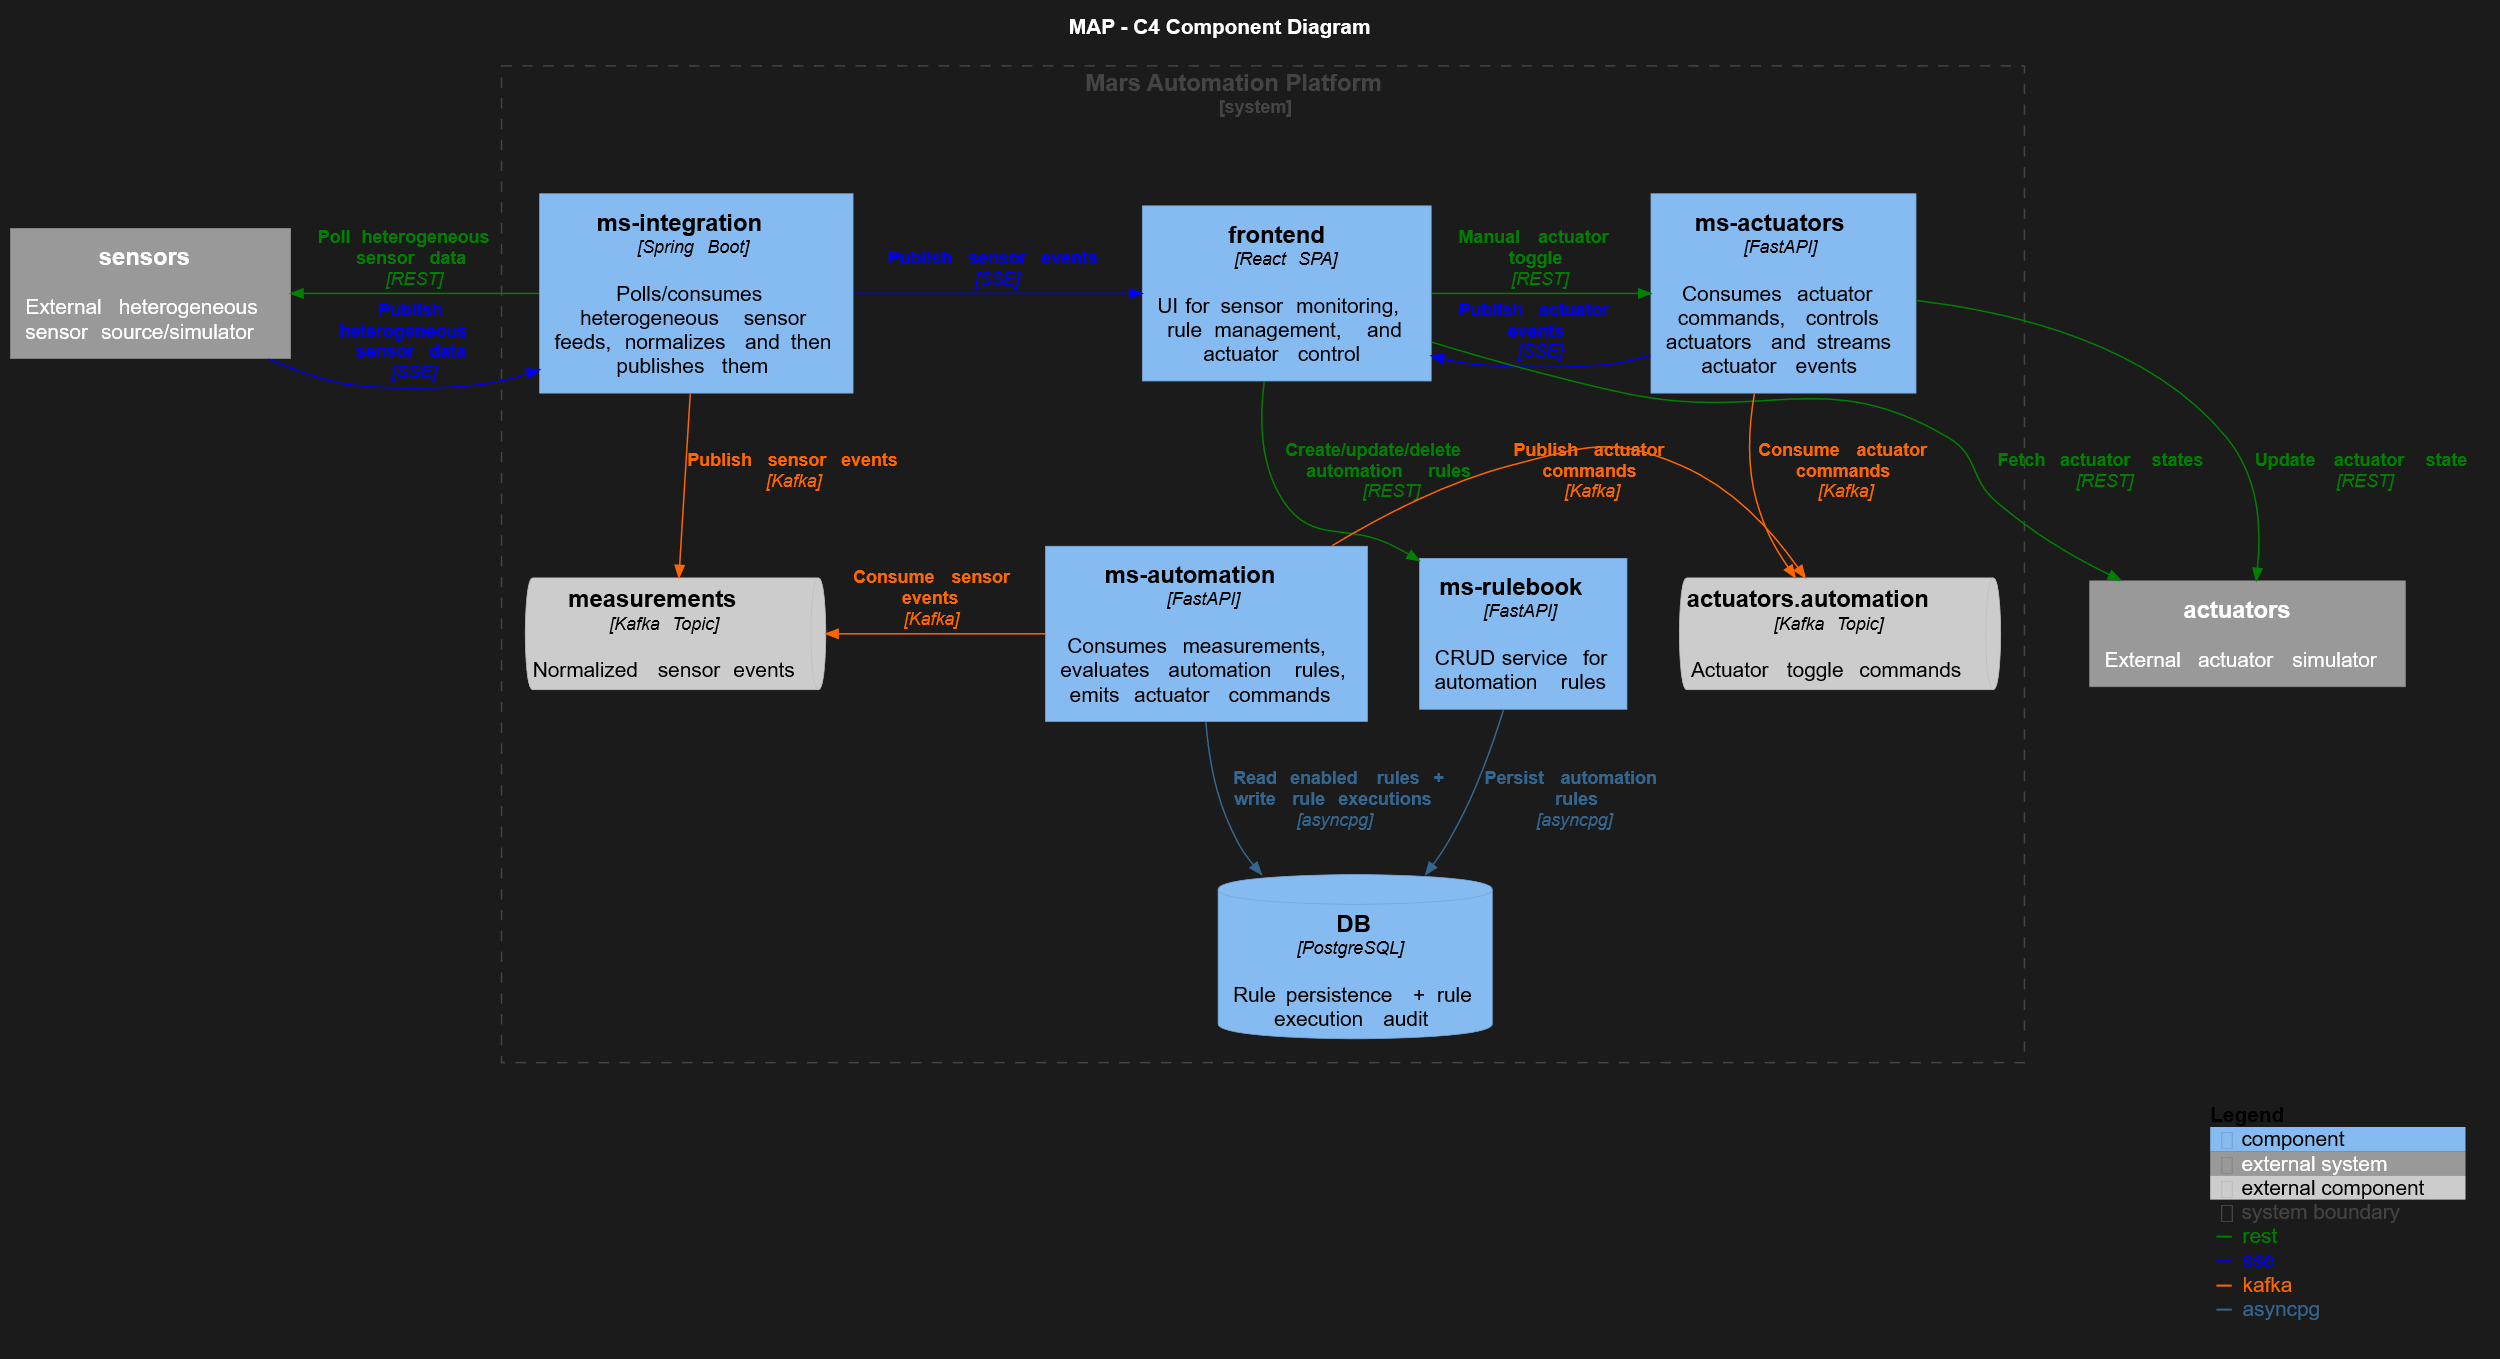 MAP - C4 Component Diagram
Mars Automation Platform
[system]
sensors
External heterogeneous
sensor source/simulator
Poll heterogeneous
sensor data
[REST]
Publish
heterogeneous
sensor data
[SSE]
ms-integration
[Spring Boot]
Polls/consumes
heterogeneous sensor
feeds, normalizes and then
publishes them
Publish sensor events
[SSE]
frontend
[React SPA]
UI for sensor monitoring,
rule management, and
actuator control
Manual actuator
toggle
[REST]
Publish actuator
events
[SSE]
ms-actuators
[FastAPI]
Consumes actuator
commands, controls
actuators and streams
actuator events
Publish sensor events
[Kafka]
Create/update/delete
automation rules
[REST]
Publish actuator
commands
[Kafka]
Consume actuator
commands
[Kafka]
Fetch actuator states
[REST]
Update actuator state
[REST]
measurements
[Kafka Topic]
Normalized sensor events
Consume sensor
events
[Kafka]
ms-automation
[FastAPI]
Consumes measurements,
evaluates automation rules,
emits actuator commands
ms-rulebook
[FastAPI]
CRUD service for
automation rules
actuators.automation
[Kafka Topic]
Actuator toggle commands
actuators
External actuator simulator
Read enabled rules +
write rule executions
[asyncpg]
Persist automation
rules
[asyncpg]
DB
[PostgreSQL]
Rule persistence + rule
execution audit
Legend
component
external system
external component
system boundary
rest
sse
kafka
asyncpg